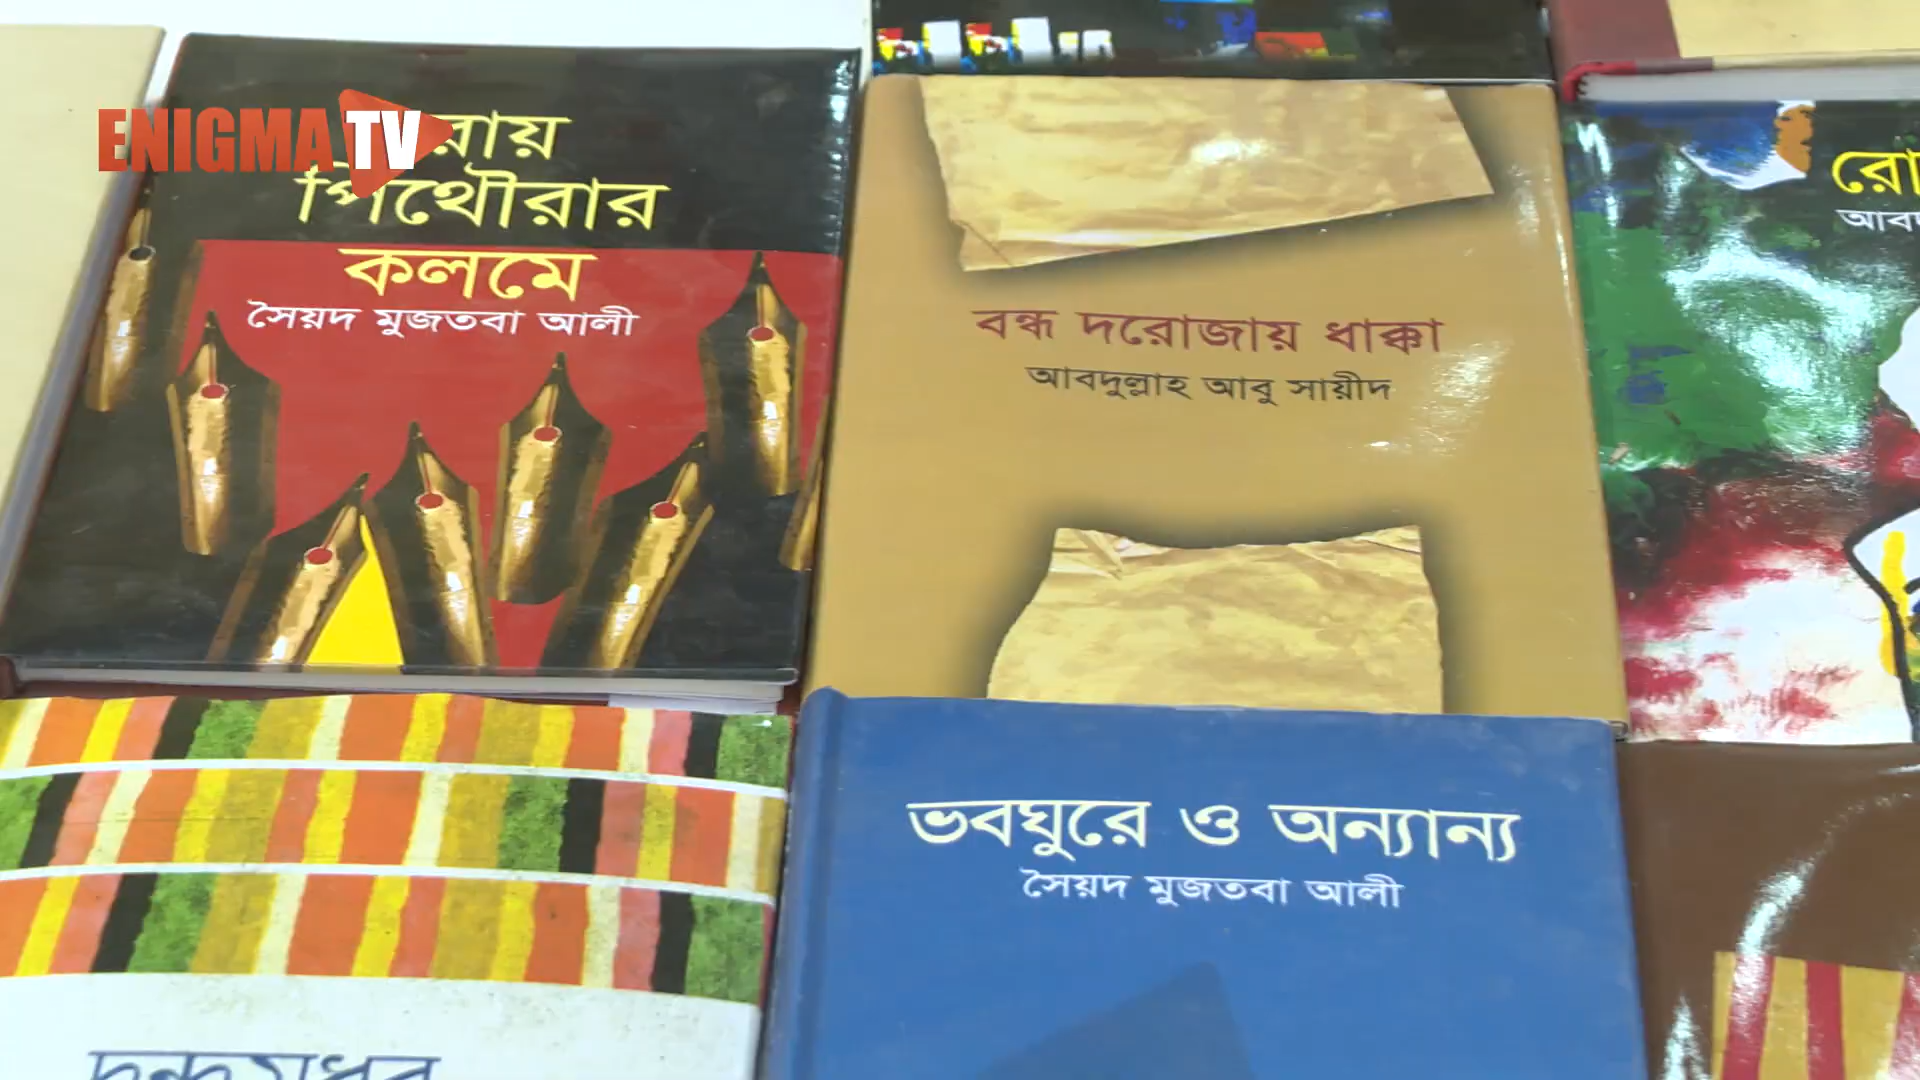 ENIGMA TV
রায়
পিথৌরার
কলমে
সৈয়দ মুজতবা আলী
বন্ধ দরোজায় ধাক্কা
আবদুল্লাহ আবু সায়ীদ
ভবঘুরে ও অন্যান্য
সৈয়দ মুজতবা আলী